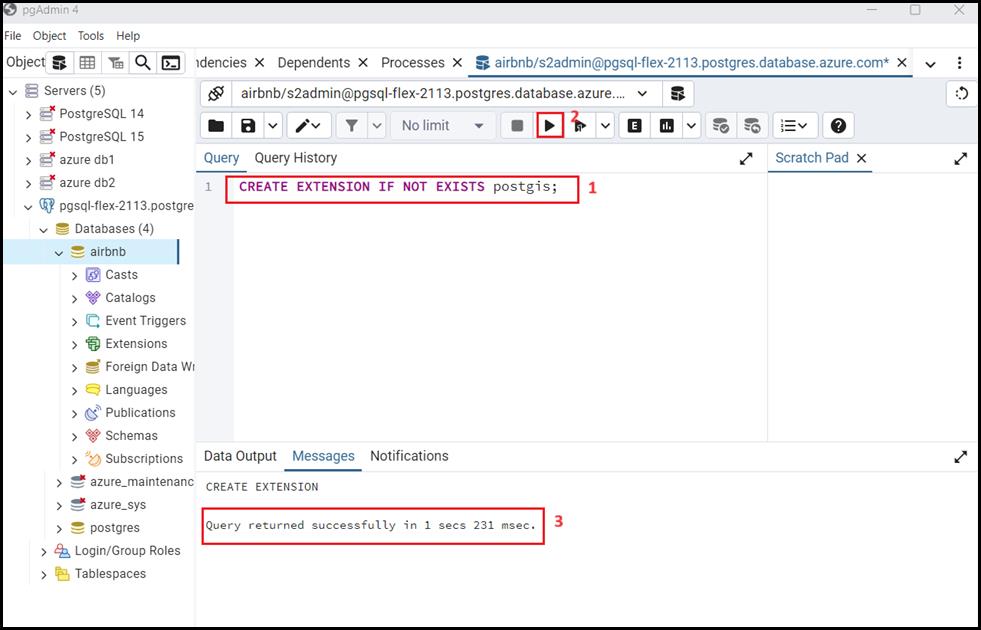 pgAdmin 4
File Object Tools Help
Object
ndencies Dependents Processes airbnb/s2admin@pgsql-flex-2113.postgres.database.azure.com*
Servers (5)
PostgreSQL 14
PostgreSQL 15
azure db1
azure db2
pgsql-flex-2113.postgre
Databases (4)
airbnb
Casts
Catalogs
Event Triggers
Extensions
Foreign Data Wr
Languages
Publications
Schemas
Subscriptions
azure_maintenanc
azure_sys
postgres
Login/Group Roles
Tablespaces
airbnb/s2admin@pgsql-flex-2113.postgres.database.azure....
No limit
2
E
Query Query History
Scratch Pad
1 CREATE EXTENSION IF NOT EXISTS postgis;
1
Data Output Messages Notifications
CREATE EXTENSION
Query returned successfully in 1 secs 231 msec.
3